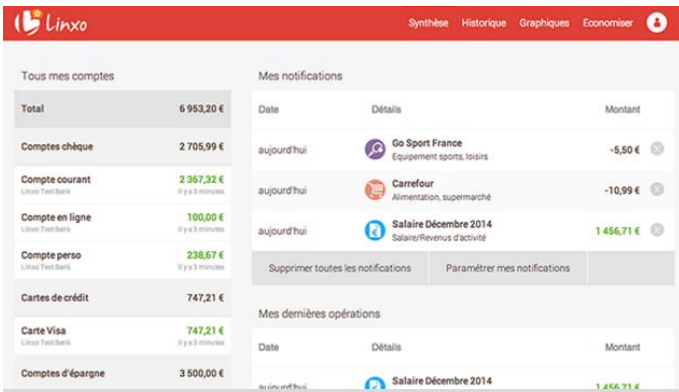 Linxo
Synthèse Historique Graphiques Economiser
Tous mes comptes
Total 6 953,20 €
Comptes chèque 2 705,99 €
Compte courant 2 367,32 €
Linxo Test Bank il y a 3 minutes
Compte en ligne 100,00 €
Linxo Test Bank il y a 3 minutes
Compte perso 238,67 €
Linxo Test Bank il y a 3 minutes
Cartes de crédit 747,21 €
Carte Visa 747,21 €
Linxo Test Bank il y a 3 minutes
Comptes d'épargne 3 500,00 €
Mes notifications
Date Détails Montant
aujourd'hui Go Sport France -5,50 €
Equipement sports, loisirs
aujourd'hui Carrefour -10,99 €
Alimentation, supermarché
aujourd'hui Salaire Décembre 2014 1 456,71 €
Salaire/Revenus d'activité
Supprimer toutes les notifications Paramétrer mes notifications
Mes dernières opérations
Date Détails Montant
aujourd'hui Salaire Décembre 2014 1 456,71 €